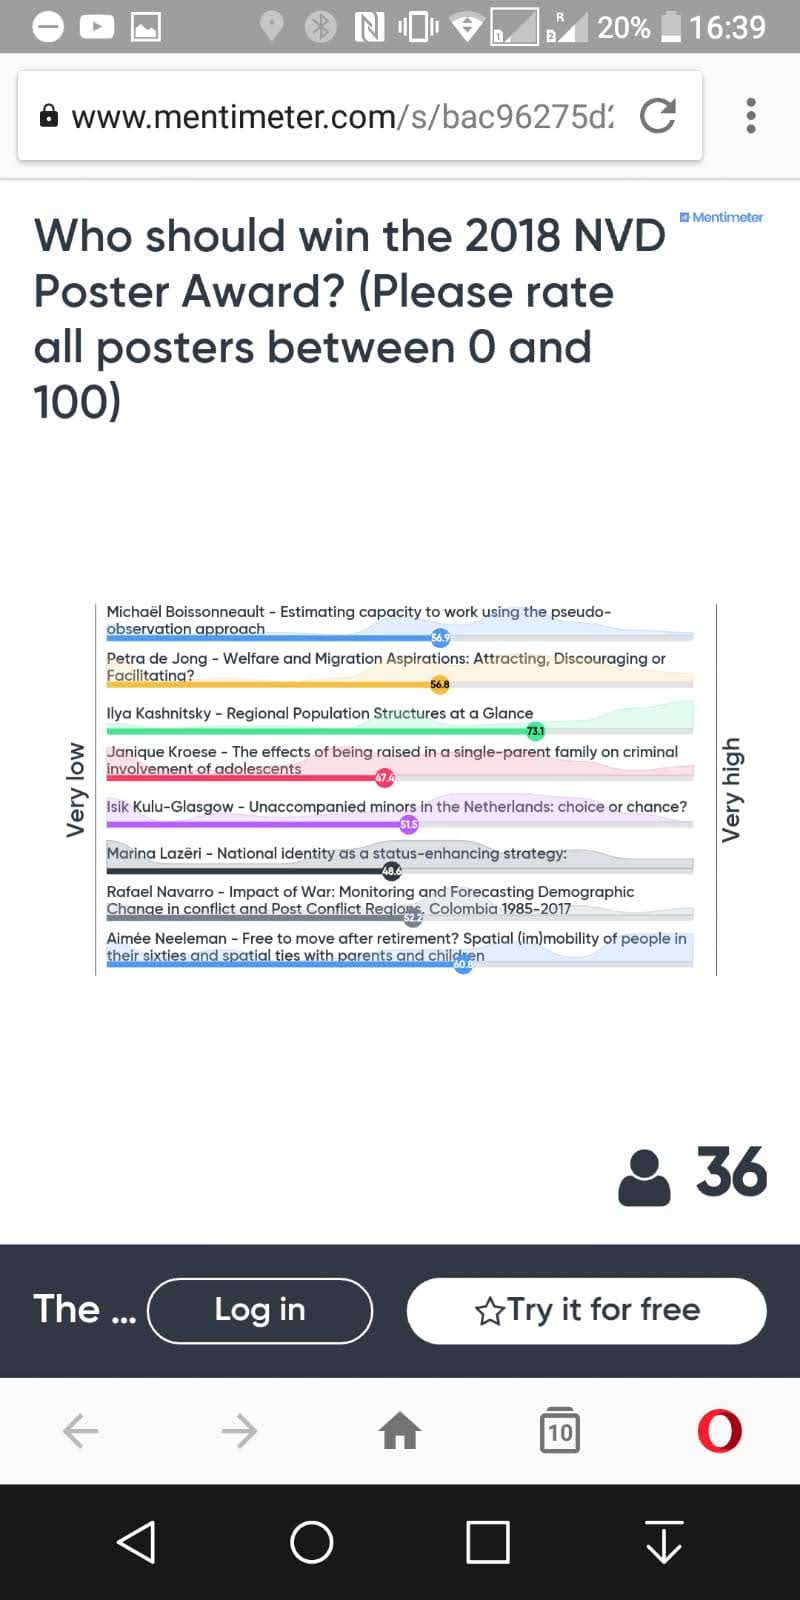 20% 16:39
www.mentimeter.com/s/bac96275d
Who should win the 2018 NVD
Mentimeter
Poster Award? (Please rate
all posters between 0 and
100)
Michaël Boissonneault - Estimating capacity to work using the pseudo-
observation approach
56.9
Petra de Jong - Welfare and Migration Aspirations: Attracting, Discouraging or
Facilitating?
56.8
Ilya Kashnitsky - Regional Population Structures at a Glance
73.1
Janique Kroese - The effects of being raised in a single-parent family on criminal
involvement of adolescents
47.4
Isik Kulu-Glasgow - Unaccompanied minors in the Netherlands: choice or chance?
51.5
Marina Lazëri - National identity as a status-enhancing strategy:
48.6
Rafael Navarro - Impact of War: Monitoring and Forecasting Demographic
Change in conflict and Post Conflict Regions. Colombia 1985-2017
52.2
Aimée Neeleman - Free to move after retirement? Spatial (im)mobility of people in
their sixties and spatial ties with parents and children
60.8
Very low
Very high
36
The ... Log in Try it for free
10